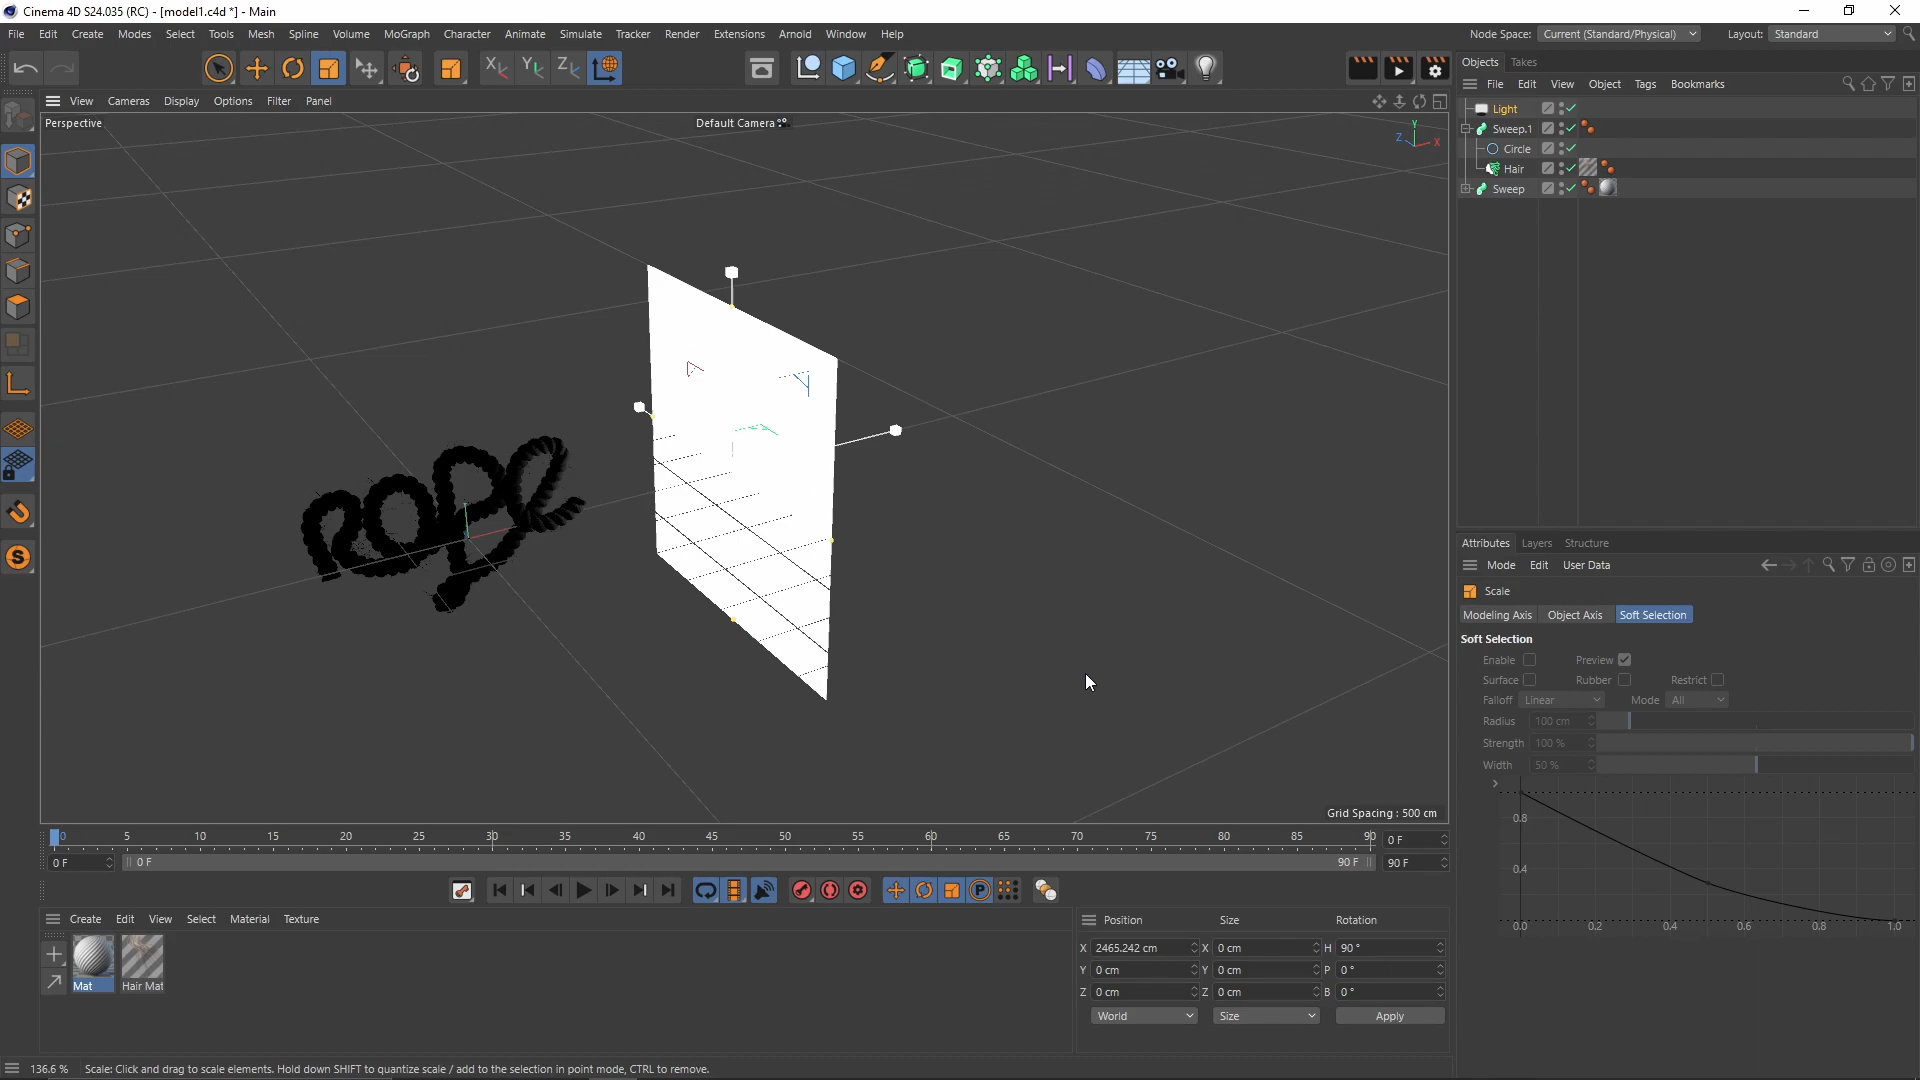 Cinema 4D S24.035 (RC) - [model1.c4d *] - Main
File Edit Create Modes Select Tools Mesh Spline Volume MoGraph Character Animate Simulate Tracker Render Extensions Arnold Window Help
Node Space: Current (Standard/Physical) Layout: Standard
Objects Takes
File Edit View Object Tags Bookmarks
View Cameras Display Options Filter Panel
Perspective
Default Camera
Y
Z
X
Light
Sweep.1
Circle
Hair
Sweep
rope
Attributes Layers Structure
Mode Edit User Data
Scale
Modeling Axis Object Axis Soft Selection
Soft Selection
Enable Preview
Surface Rubber Restrict
Falloff Linear Mode All
Radius 100 cm
Strength 100 %
Width 50 %
0.8
0.4
0.0 0.2 0.4 0.6 0.8 1.0
Grid Spacing : 500 cm
0 5 10 15 20 25 30 35 40 45 50 55 60 65 70 75 80 85 90 0 F
0 F 0 F 90 F 90 F
Create Edit View Select Material Texture
Mat Hair Mat
Position Size Rotation
X 2465.242 cm X 0 cm H 90 °
Y 0 cm Y 0 cm P 0 °
Z 0 cm Z 0 cm B 0 °
World Size Apply
136.6 % Scale: Click and drag to scale elements. Hold down SHIFT to quantize scale / add to the selection in point mode, CTRL to remove.